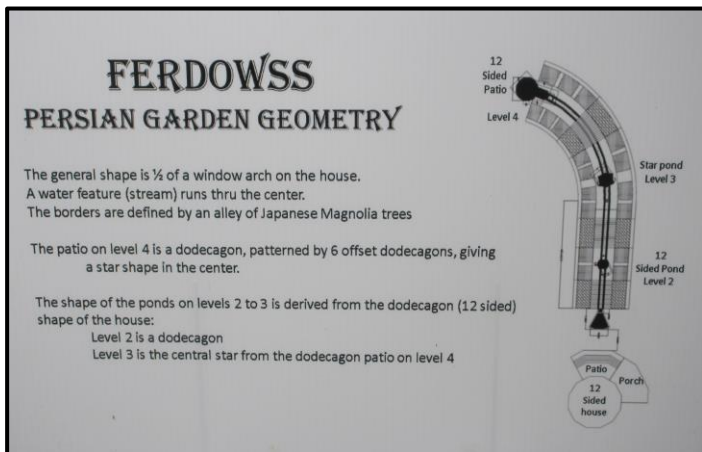 FERDOWSS
PERSIAN GARDEN GEOMETRY
The general shape is ½ of a window arch on the house.
A water feature (stream) runs thru the center.
The borders are defined by an alley of Japanese Magnolia trees
The patio on level 4 is a dodecagon, patterned by 6 offset dodecagons, giving
a star shape in the center.
The shape of the ponds on levels 2 to 3 is derived from the dodecagon (12 sided)
shape of the house:
Level 2 is a dodecagon
Level 3 is the central star from the dodecagon patio on level 4
12
Sided
Patio
Level 4
Star pond
Level 3
12
Sided Pond
Level 2
Patio
Porch
12
Sided
house